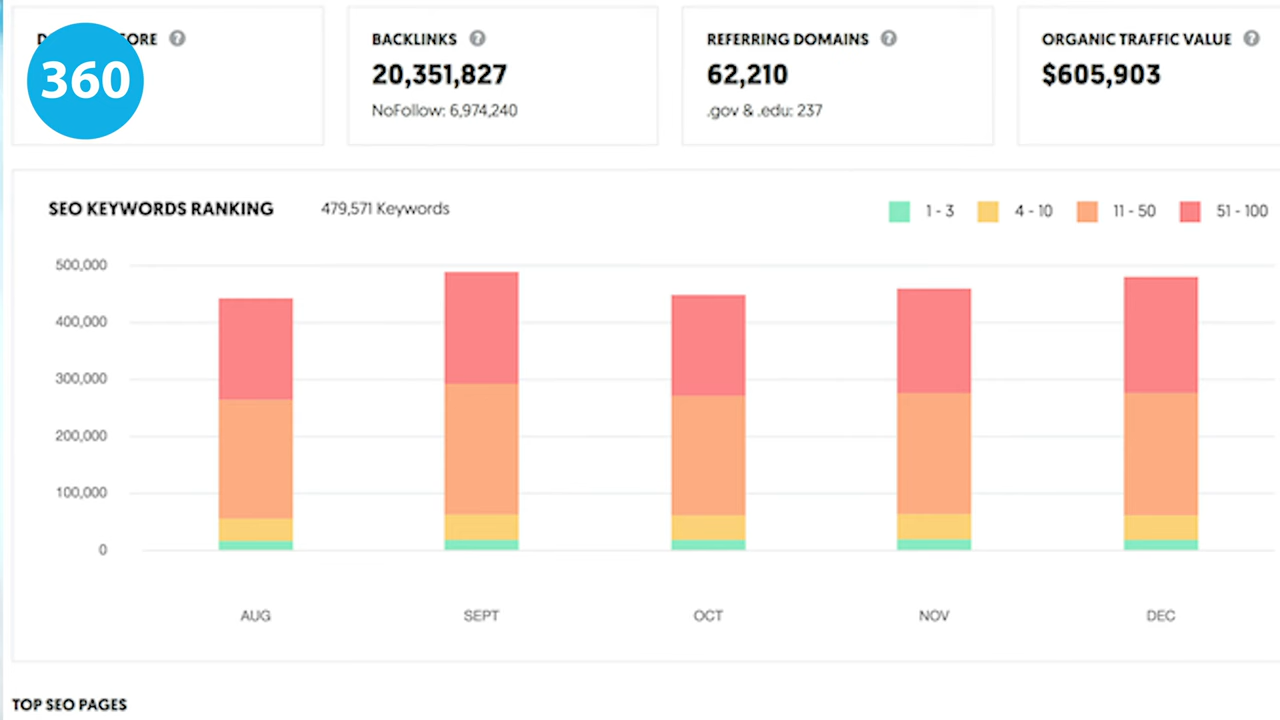 360
BACKLINKS ?
20,351,827
NoFollow: 6,974,240
REFERRING DOMAINS ?
62,210
.gov & .edu: 237
ORGANIC TRAFFIC VALUE ?
$605,903
SEO KEYWORDS RANKING 479,571 Keywords
1 - 3 4 - 10 11 - 50 51 - 100
500,000
400,000
300,000
200,000
100,000
0
AUG SEPT OCT NOV DEC
TOP SEO PAGES